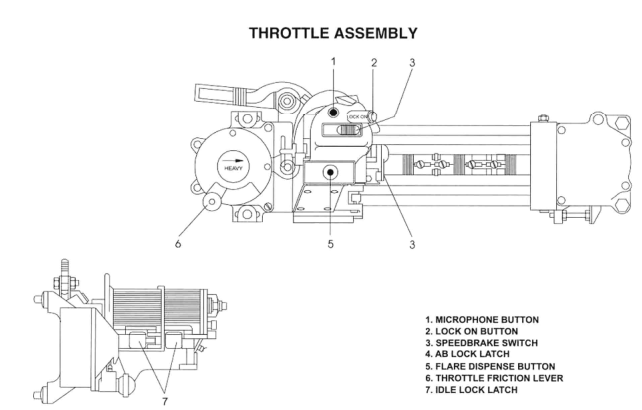 THROTTLE ASSEMBLY
1
2
3
LOCK ON
HEAVY
6
5
3
7
1. MICROPHONE BUTTON
2. LOCK ON BUTTON
3. SPEEDBRAKE SWITCH
4. AB LOCK LATCH
5. FLARE DISPENSE BUTTON
6. THROTTLE FRICTION LEVER
7. IDLE LOCK LATCH